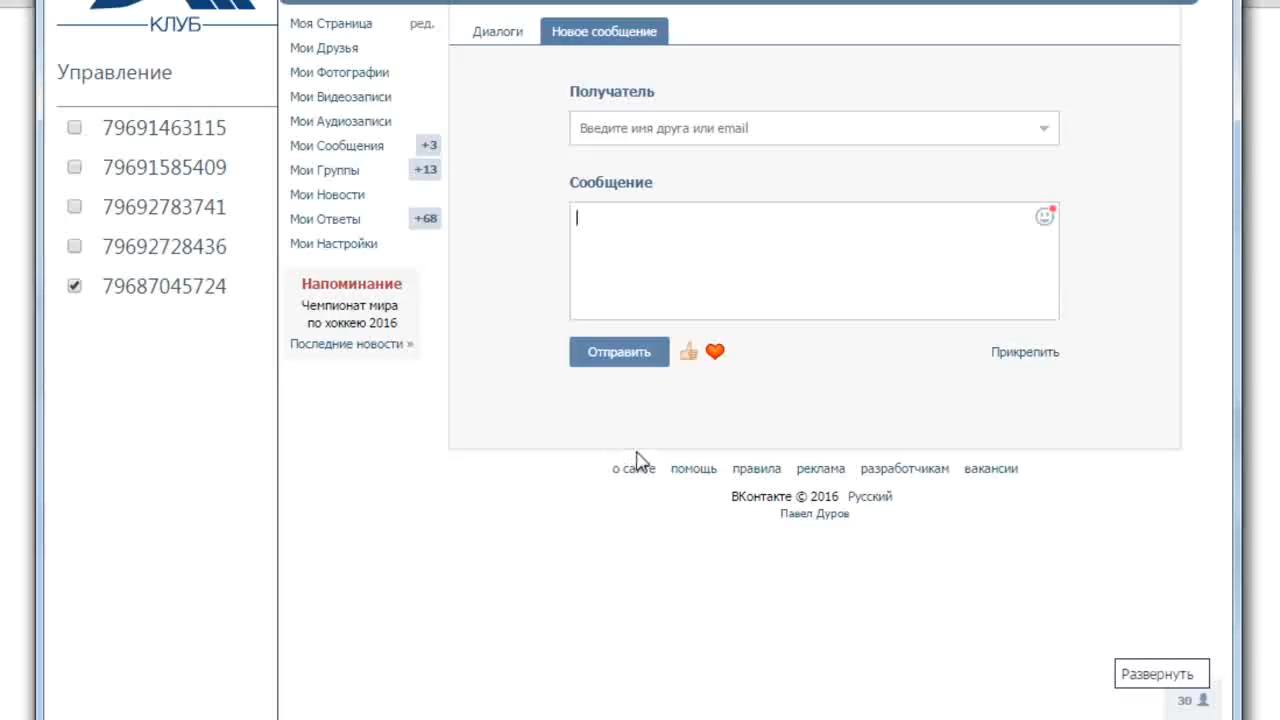 КЛУБ
Управление
79691463115
79691585409
79692783741
79692728436
79687045724
Моя Страница ред.
Мои Друзья
Мои Фотографии
Мои Видеозаписи
Мои Аудиозаписи
Мои Сообщения +3
Мои Группы +13
Мои Новости
Мои Ответы +68
Мои Настройки
Напоминание
Чемпионат мира
по хоккею 2016
Последние новости »
Диалоги Новое сообщение
Получатель
Введите имя друга или email
Сообщение
Отправить Прикрепить
о сайте помощь правила реклама разработчикам вакансии
ВКонтакте © 2016 Русский
Павел Дуров
Развернуть
30